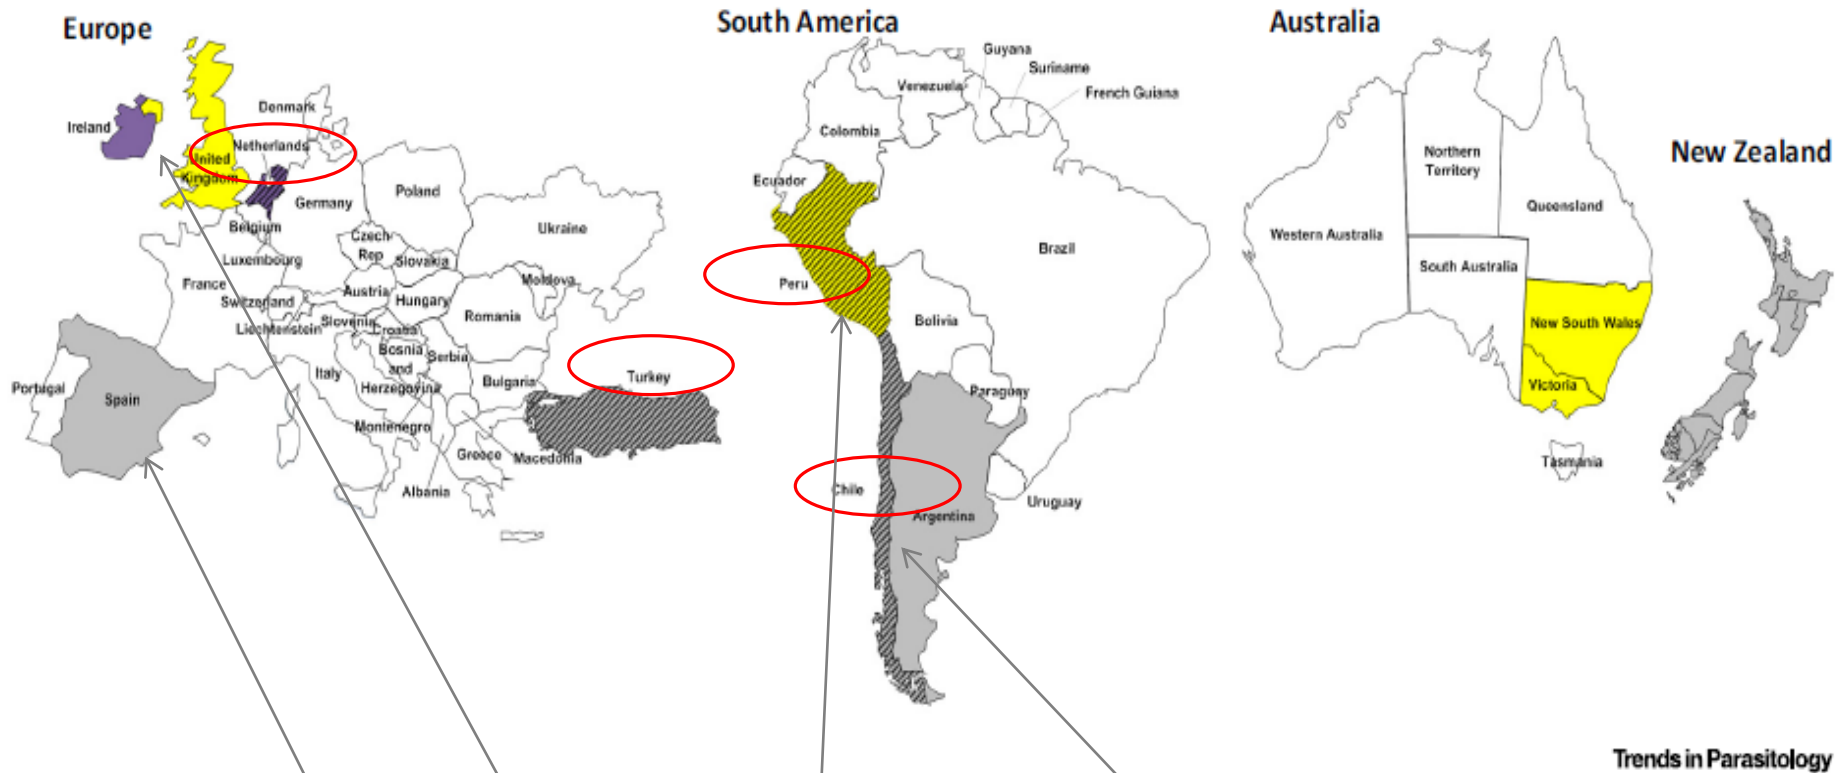 Europe
South America
Australia
New Zealand
Ireland
United
Kingdom
Denmark
Netherlands
Germany
Poland
Belgium
Luxembourg
Czech
Rep
Slovakia
Ukraine
France
Switzerland
Liechtenstein
Austria
Hungary
Moldova
Slovenia
Croatia
Romania
Bosnia
and
Herzegovina
Serbia
Italy
Bulgaria
Turkey
Portugal
Spain
Montenegro
Greece
Macedonia
Albania
Guyana
Suriname
French Guiana
Venezuela
Colombia
Ecuador
Brazil
Peru
Bolivia
Paraguay
Chile
Argentina
Uruguay
Northern
Territory
Queensland
Western Australia
South Australia
New South Wales
Victoria
Tasmania
Trends in Parasitology